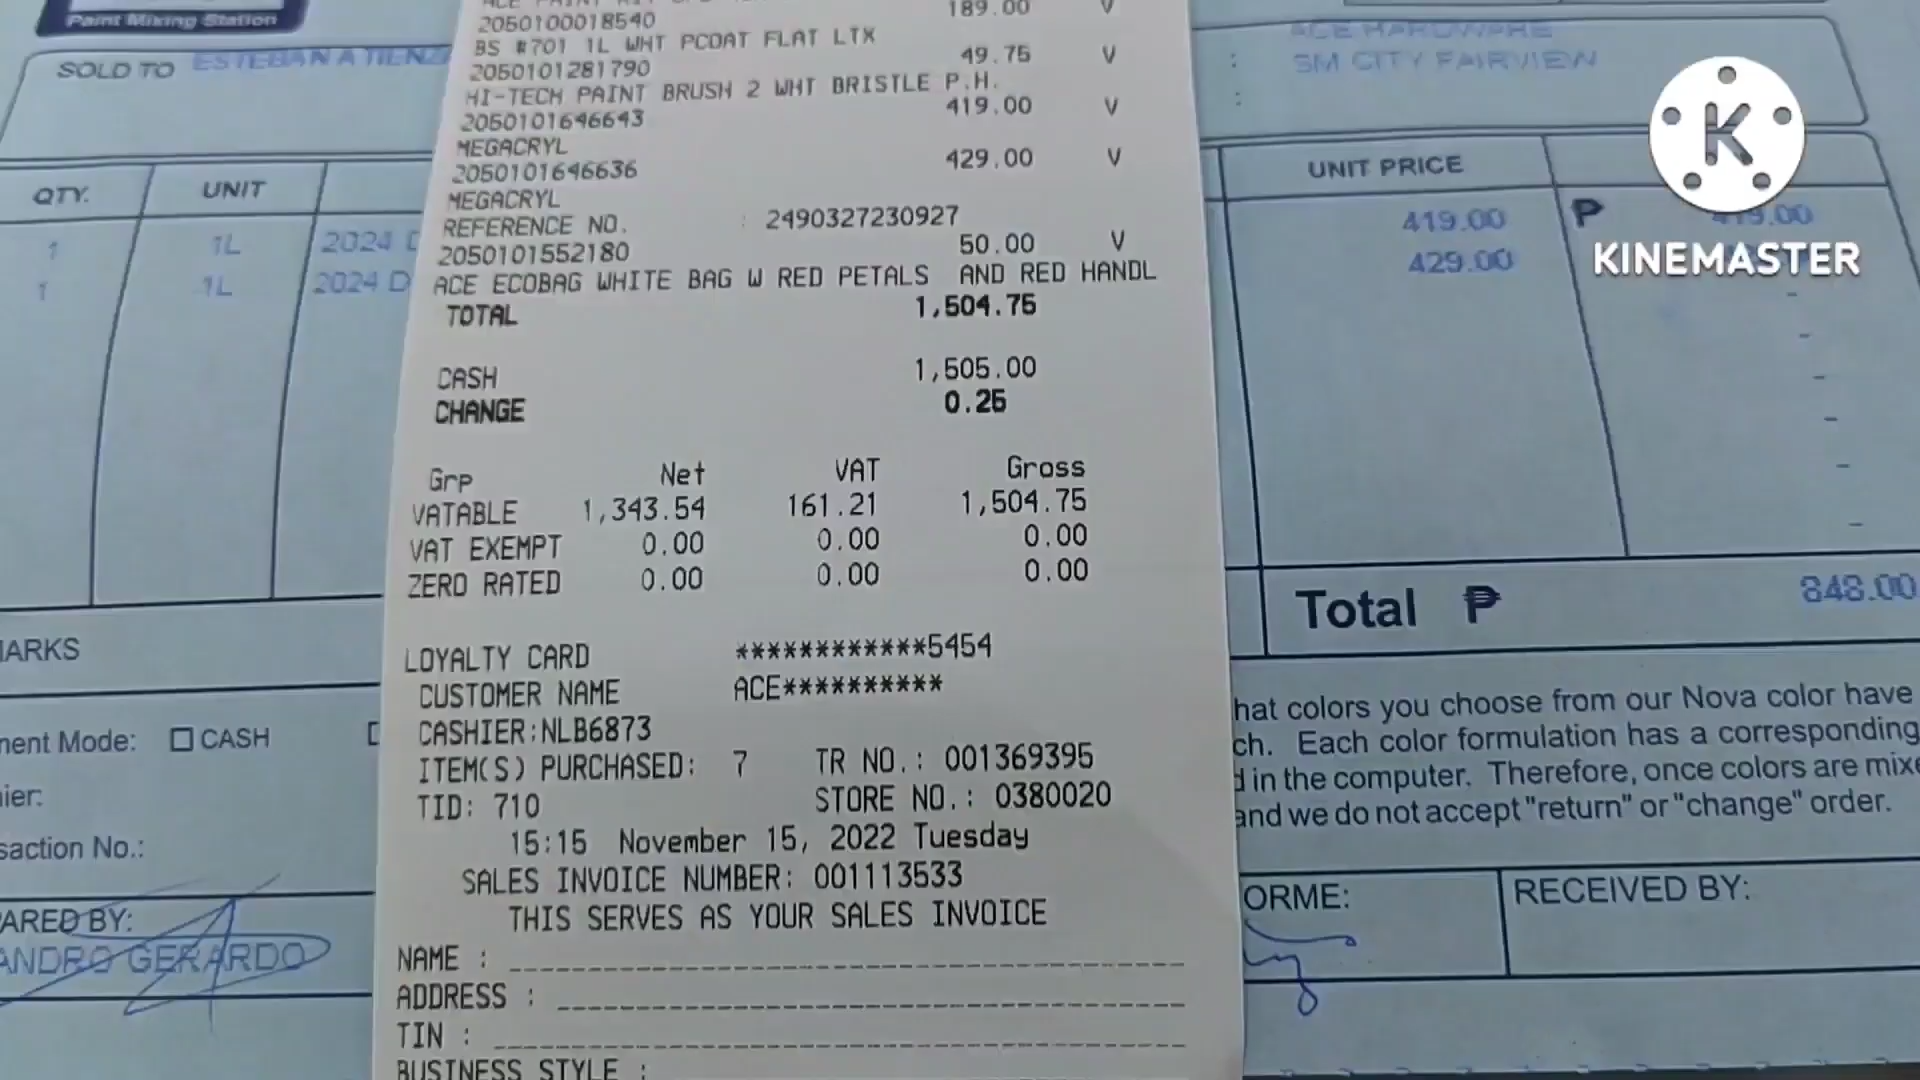 Paint Mixing Station
SOLD TO ESTEBAN A TIENZA
: ACE HARDWARE
SM CITY FAIRVIEW
:
QTY. UNIT UNIT PRICE
1 1L 2024 D 419.00 ₱ 419.00
1 1L 2024 D 429.00
Total ₱ 848.00
ARKS
ment Mode: CASH
ier:
saction No.:
ARED BY:
ANDRO GERARDO
hat colors you choose from our Nova color have
ch. Each color formulation has a corresponding
d in the computer. Therefore, once colors are mixe
and we do not accept "return" or "change" order.
ORME: RECEIVED BY:
2050100018540 189.00 V
BS #701 1L WHT PCOAT FLAT LTX
2050101281790 49.75 V
HI-TECH PAINT BRUSH 2 WHT BRISTLE P.H.
2050101646643 419.00 V
MEGACRYL
2050101646636 429.00 V
MEGACRYL
REFERENCE NO. : 2490327230927
2050101552180 50.00 V
ACE ECOBAG WHITE BAG W RED PETALS AND RED HANDL
TOTAL 1,504.75
CASH 1,505.00
CHANGE 0.25
Grp Net VAT Gross
VATABLE 1,343.54 161.21 1,504.75
VAT EXEMPT 0.00 0.00 0.00
ZERO RATED 0.00 0.00 0.00
LOYALTY CARD ************5454
CUSTOMER NAME ACE**********
CASHIER:NLB6873
ITEM(S) PURCHASED: 7 TR NO.: 001369395
TID: 710 STORE NO.: 0380020
15:15 November 15, 2022 Tuesday
SALES INVOICE NUMBER: 001113533
THIS SERVES AS YOUR SALES INVOICE
NAME :
ADDRESS :
TIN :
BUSINESS STYLE :
K
KINEMASTER